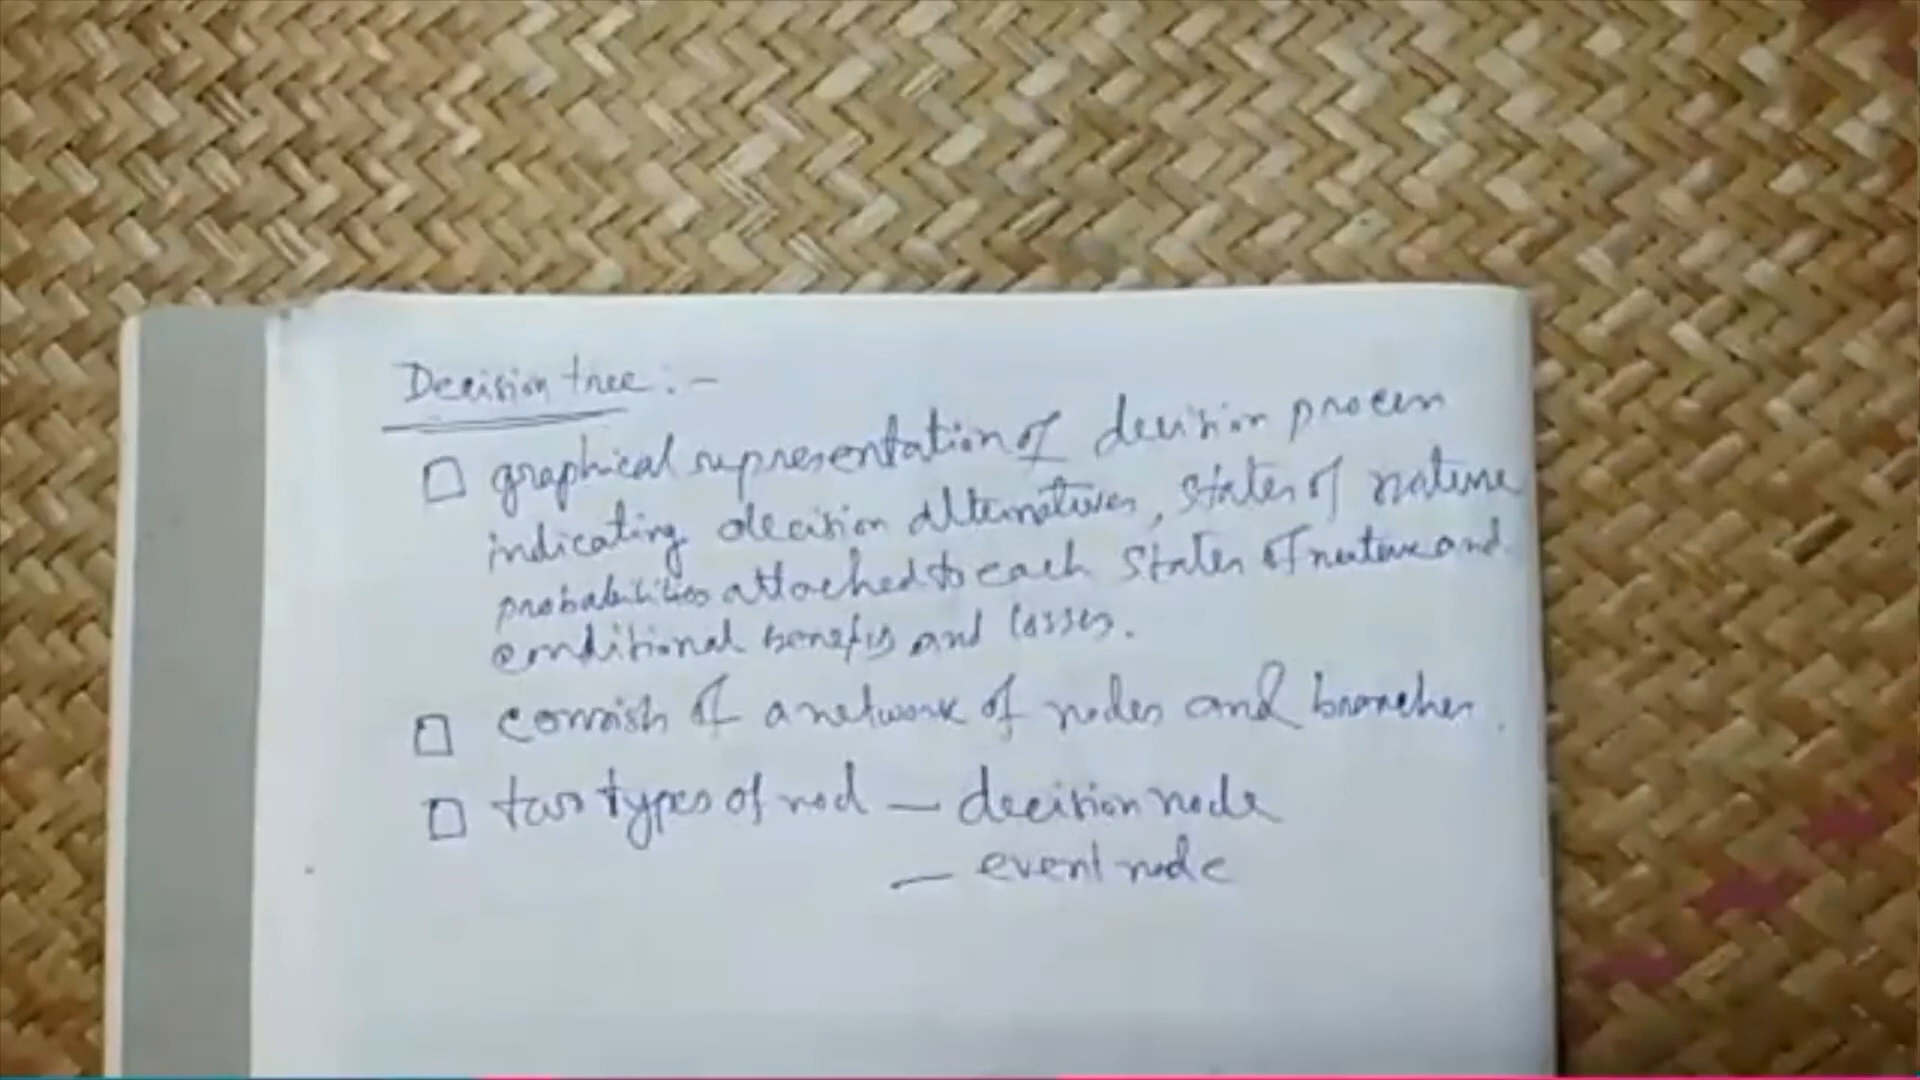 Decision tree :-
□ graphical representation of decision process
indicating decision alternatives, states of nature
probabilities attached to each states of nature and
conditional benefits and losses.
□ consists of a network of nodes and branches.
□ two types of nod — decision node
— event node